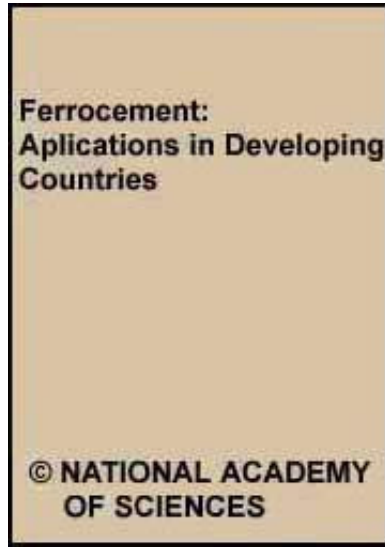 Ferrocement:
Aplications in Developing
Countries
© NATIONAL ACADEMY
OF SCIENCES